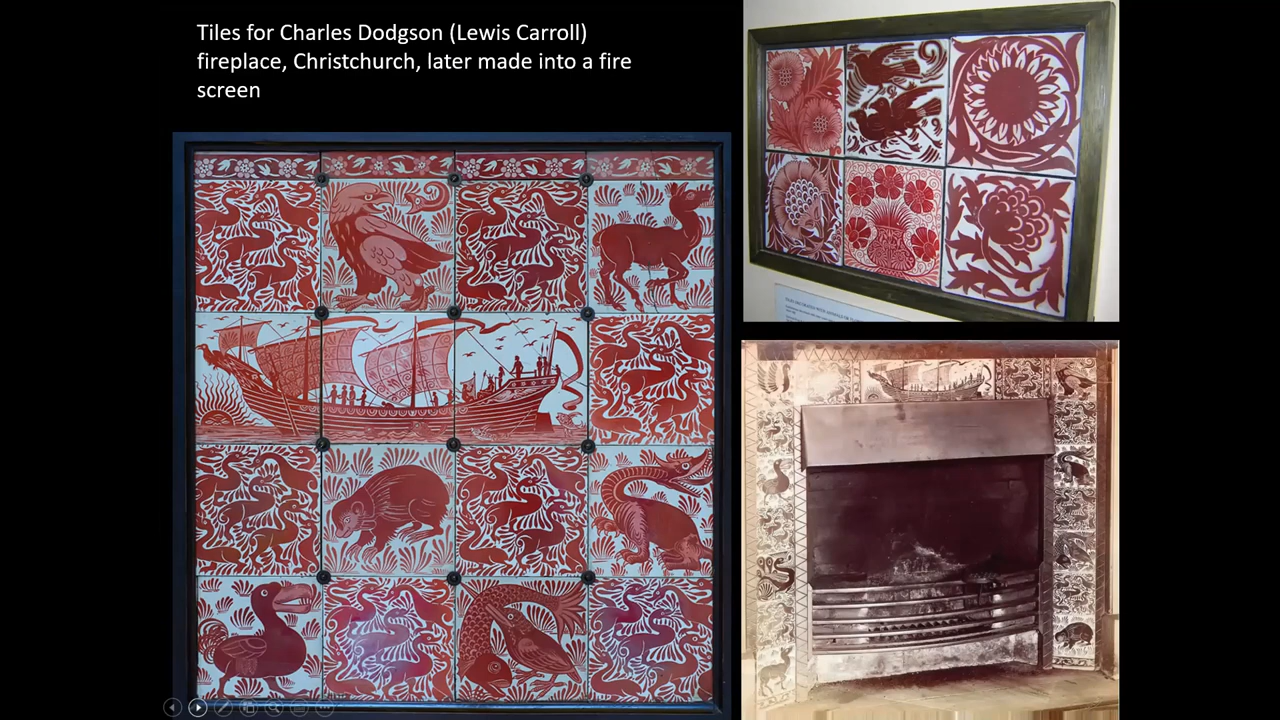 Tiles for Charles Dodgson (Lewis Carroll)
fireplace, Christchurch, later made into a fire
screen